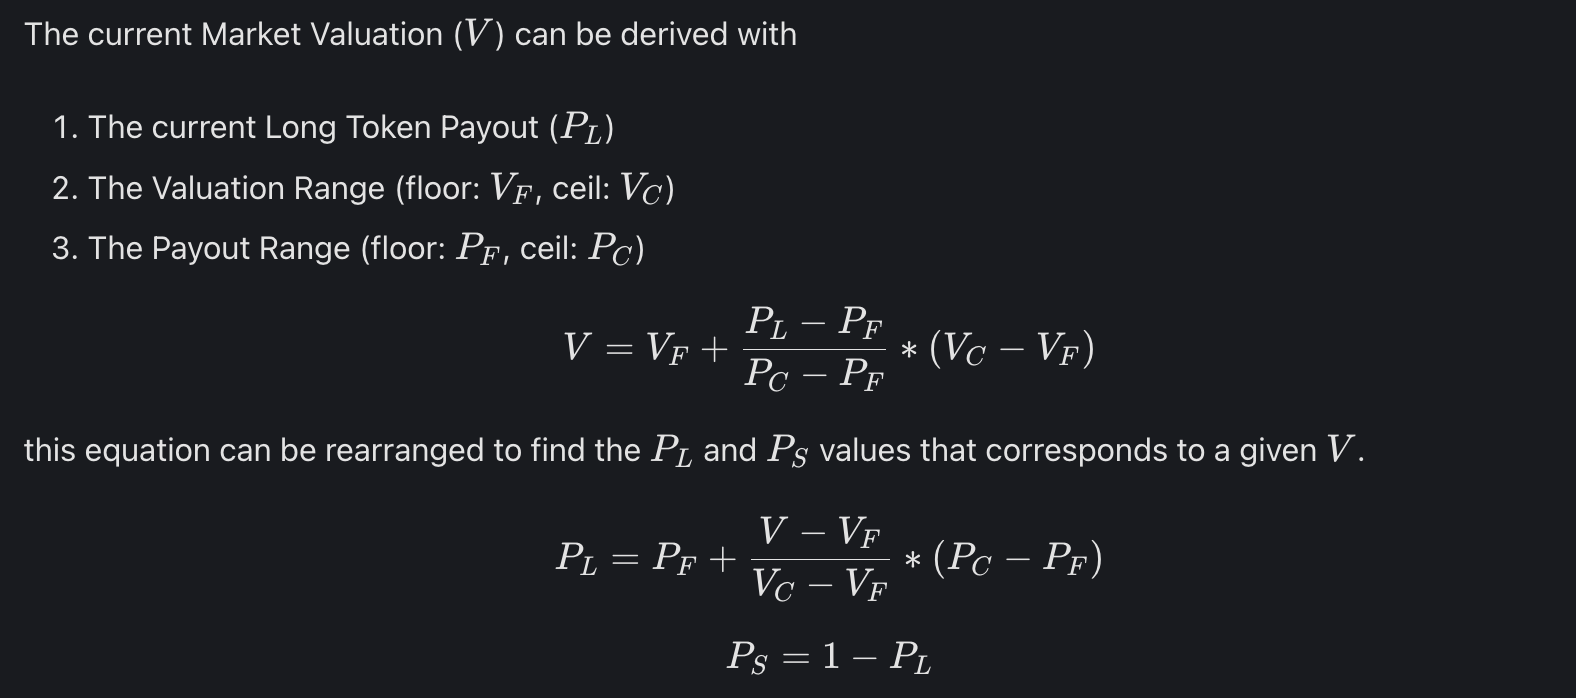 The current Market Valuation (V) can be derived with
1. The current Long Token Payout (P_L)
2. The Valuation Range (floor: V_F, ceil: V_C)
3. The Payout Range (floor: P_F, ceil: P_C)
V = V_F + \frac{P_L - P_F}{P_C - P_F} * (V_C - V_F)
this equation can be rearranged to find the P_L and P_S values that corresponds to a given V.
P_L = P_F + \frac{V - V_F}{V_C - V_F} * (P_C - P_F)
P_S = 1 - P_L